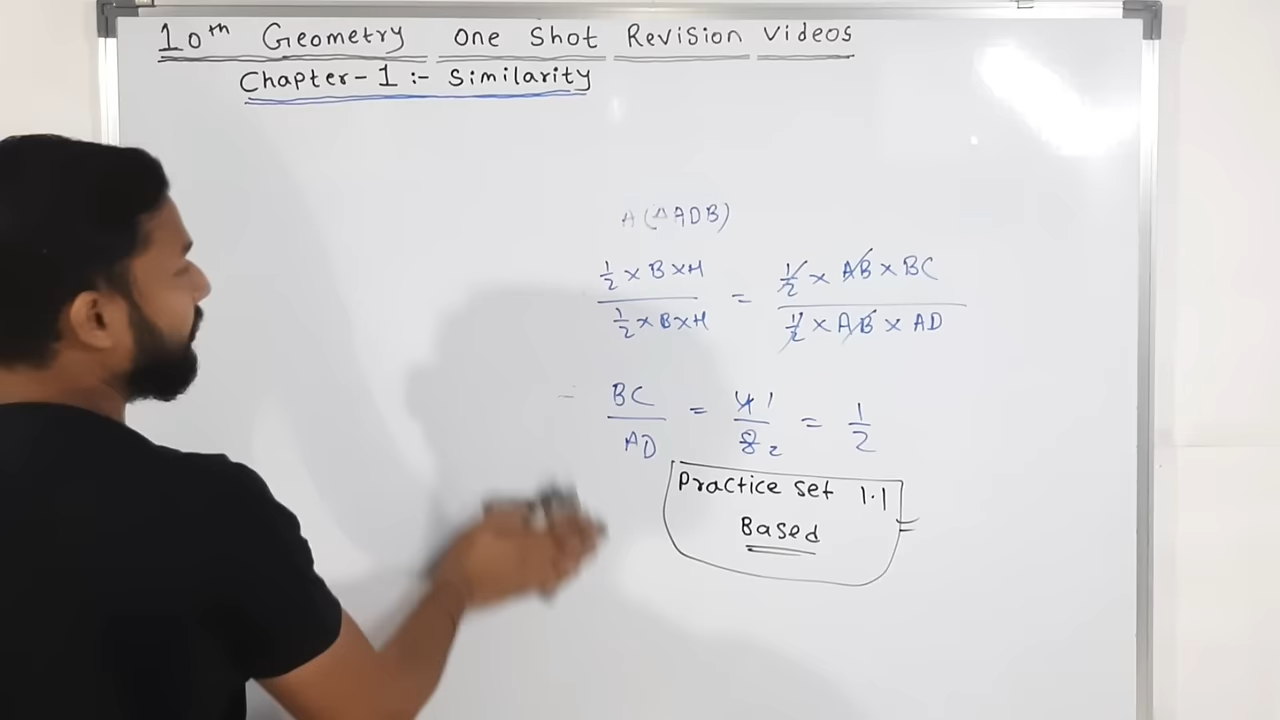 10th Geometry One Shot Revision Videos
Chapter-1 :- Similarity
A(△ADB)
1/2 × B × H / 1/2 × B × H = 1/2 × AB × BC / 1/2 × AB × AD
BC / AD = 4 1 / 8 2 = 1/2
Practice set 1.1
Based